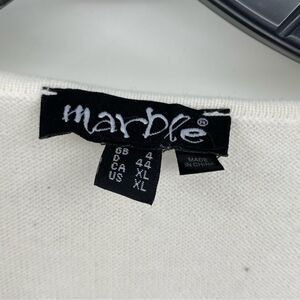 marble®
GB 4
D 44
CA XL
US XL
MADE
IN CHINA